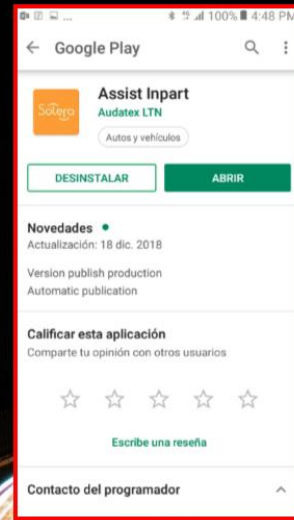 100% 4:48 PM
Google Play
Solera
Assist Inpart
Audatex LTN
Autos y vehículos
DESINSTALAR
ABRIR
Novedades
Actualización: 18 dic. 2018
Version publish production
Automatic publication
Calificar esta aplicación
Comparte tu opinión con otros usuarios
Escribe una reseña
Contacto del programador